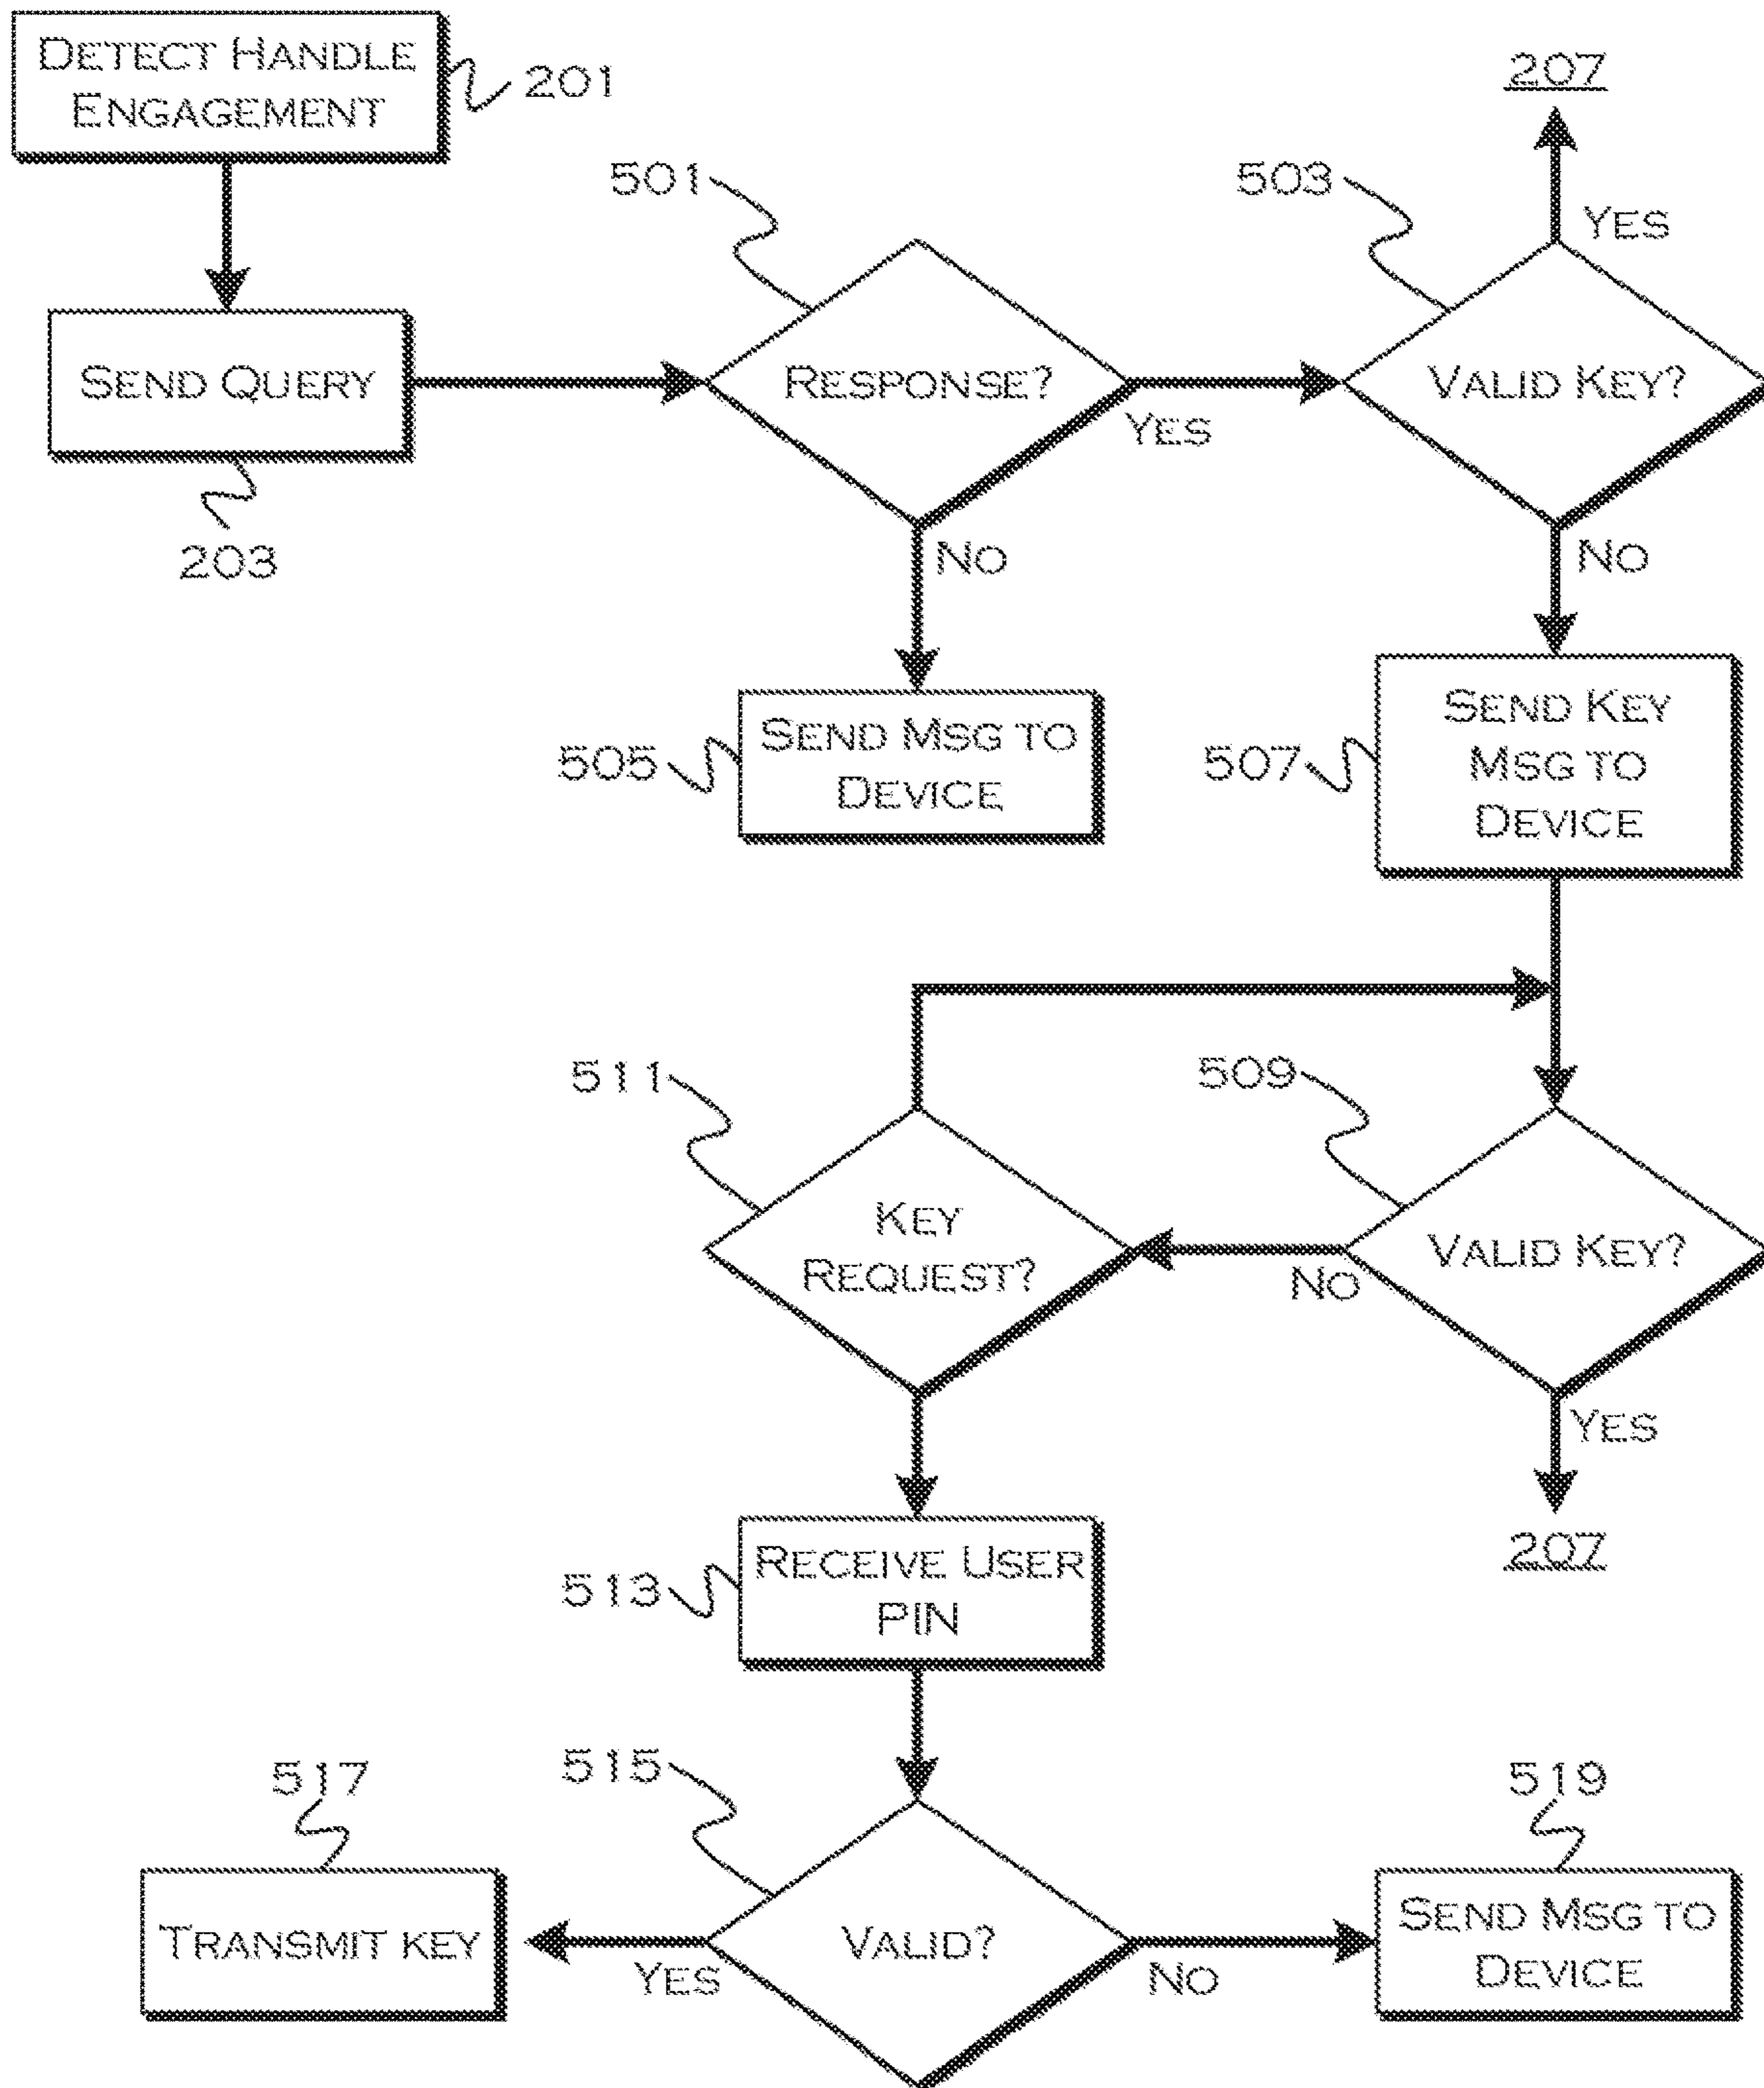 DETECT HANDLE
ENGAGEMENT
201
207
501
503
YES
SEND QUERY
RESPONSE?
VALID KEY?
YES
203
NO
NO
SEND MSG TO
DEVICE
505
SEND KEY
MSG TO
DEVICE
507
511
509
KEY
REQUEST?
VALID KEY?
NO
YES
RECEIVE USER
PIN
513
207
517
515
519
TRANSMIT KEY
VALID?
SEND MSG TO
DEVICE
YES
NO